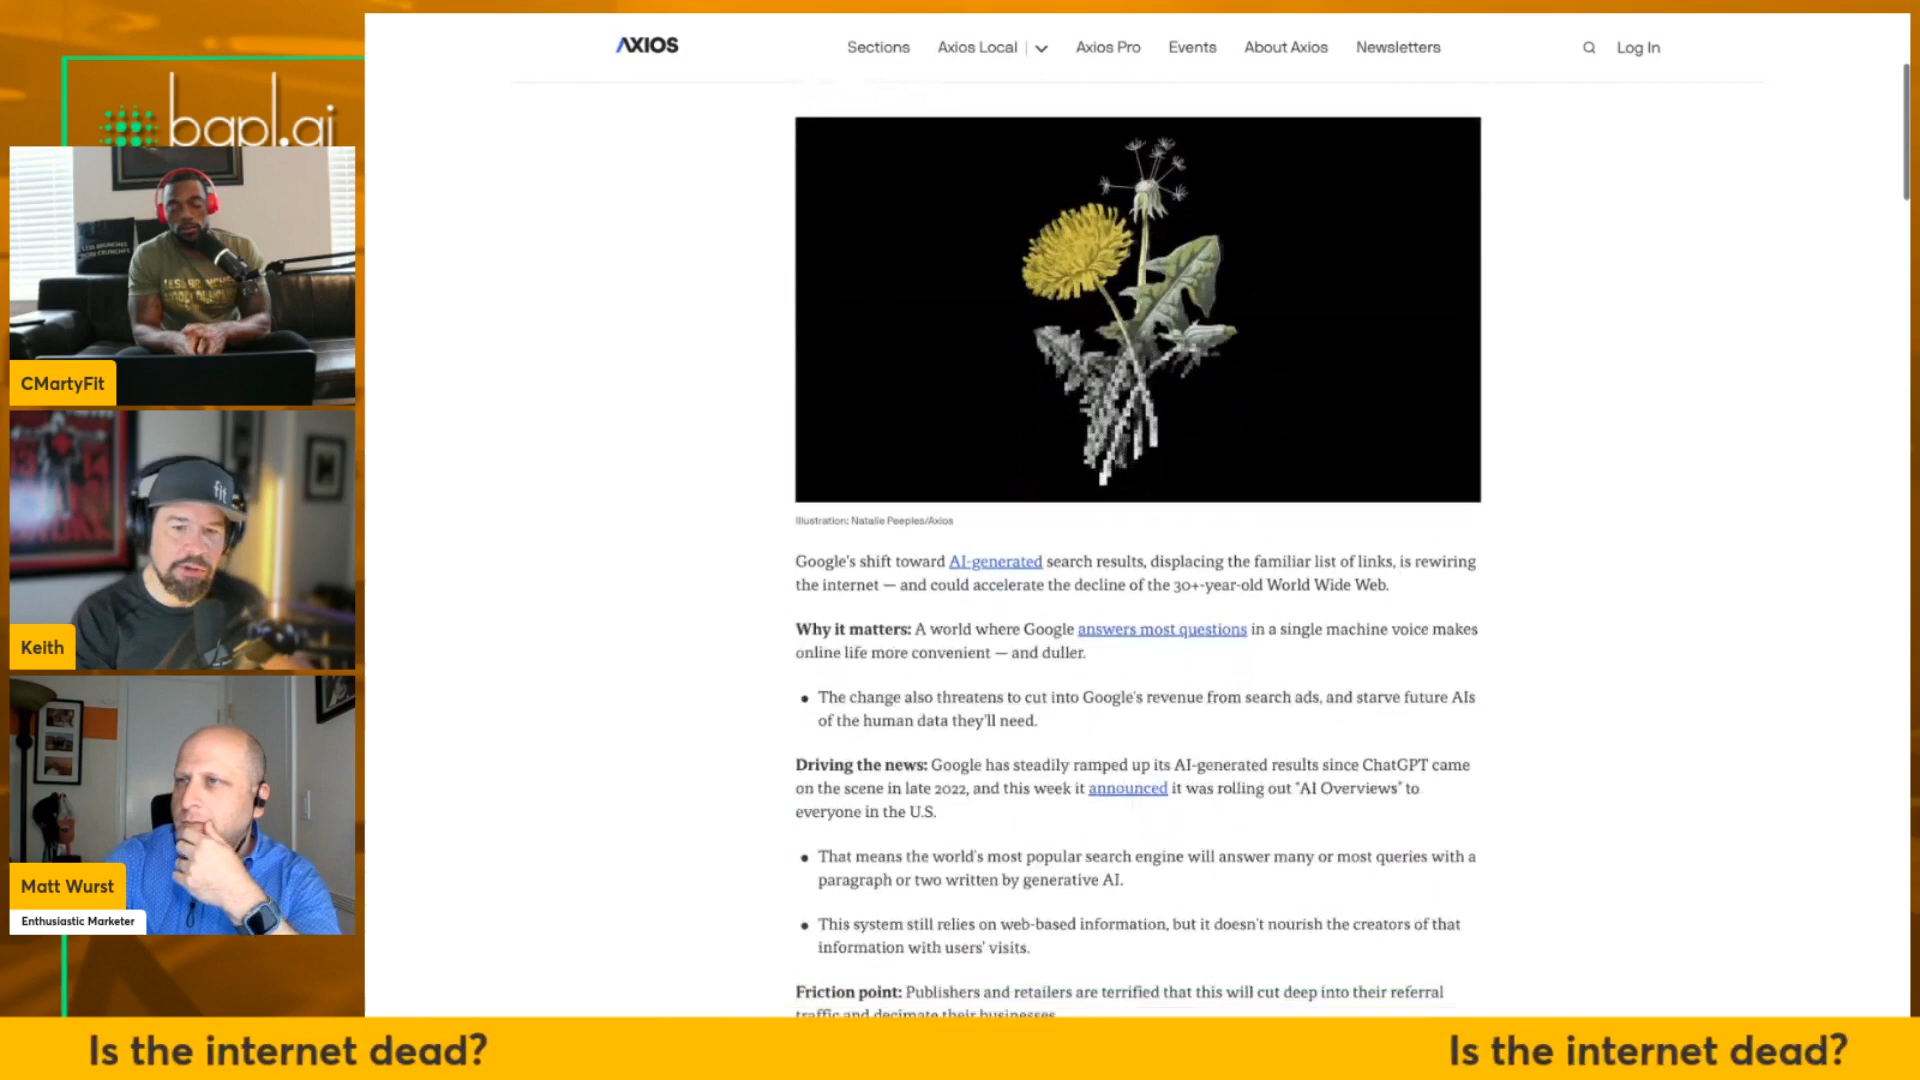 AXIOS
Sections Axios Local Axios Pro Events About Axios Newsletters Log In
bapl.ai
CMartyFit
fit
Keith
Matt Wurst
Enthusiastic Marketer
Illustration: Natalie Peeples/Axios
Google's shift toward AI-generated search results, displacing the familiar list of links, is rewiring
the internet — and could accelerate the decline of the 30+-year-old World Wide Web.
Why it matters: A world where Google answers most questions in a single machine voice makes
online life more convenient — and duller.
• The change also threatens to cut into Google's revenue from search ads, and starve future AIs
of the human data they'll need.
Driving the news: Google has steadily ramped up its AI-generated results since ChatGPT came
on the scene in late 2022, and this week it announced it was rolling out "AI Overviews" to
everyone in the U.S.
• That means the world's most popular search engine will answer many or most queries with a
paragraph or two written by generative AI.
• This system still relies on web-based information, but it doesn't nourish the creators of that
information with users' visits.
Friction point: Publishers and retailers are terrified that this will cut deep into their referral
traffic and decimate their businesses.
Is the internet dead? Is the internet dead?